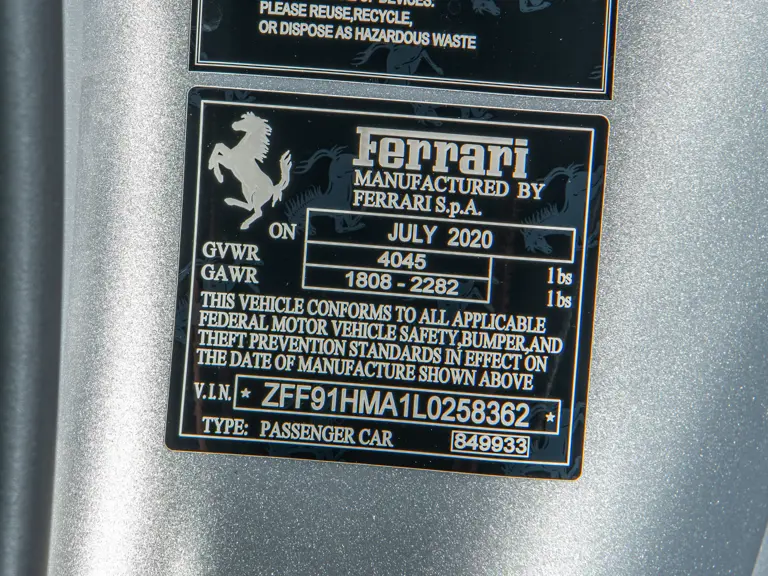 OF DEVICES.
PLEASE REUSE,RECYCLE,
OR DISPOSE AS HAZARDOUS WASTE
Ferrari
MANUFACTURED BY
FERRARI S.p.A.
ON JULY 2020
GVWR 4045 lbs
GAWR 1808 - 2282 lbs
THIS VEHICLE CONFORMS TO ALL APPLICABLE
FEDERAL MOTOR VEHICLE SAFETY,BUMPER,AND
THEFT PREVENTION STANDARDS IN EFFECT ON
THE DATE OF MANUFACTURE SHOWN ABOVE
V.I.N. * ZFF91HMA1L0258362 *
TYPE: PASSENGER CAR 849933